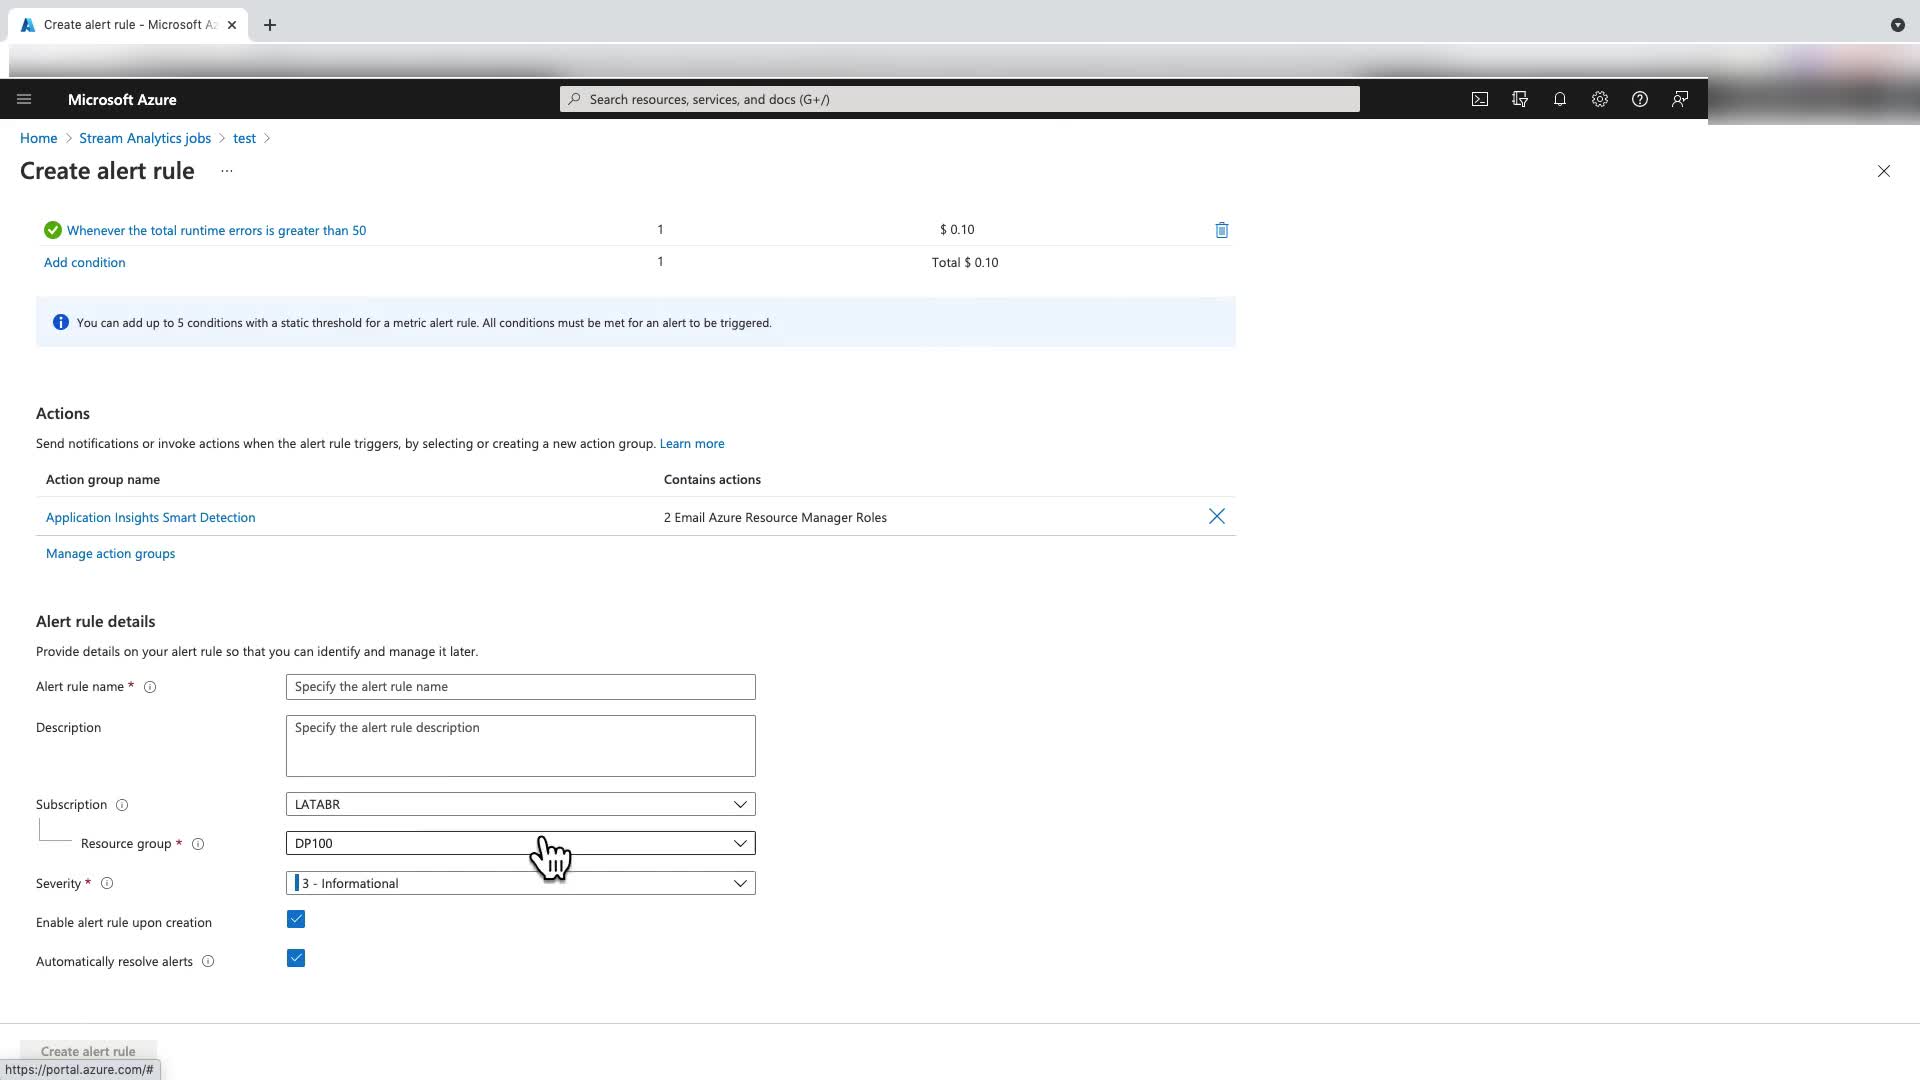 Create alert rule - Microsoft Az
Microsoft Azure
Search resources, services, and docs (G+/)
Home > Stream Analytics jobs > test >
Create alert rule ...
Whenever the total runtime errors is greater than 50 1 $ 0.10
Add condition 1 Total $ 0.10
You can add up to 5 conditions with a static threshold for a metric alert rule. All conditions must be met for an alert to be triggered.
Actions
Send notifications or invoke actions when the alert rule triggers, by selecting or creating a new action group. Learn more
Action group name Contains actions
Application Insights Smart Detection 2 Email Azure Resource Manager Roles
Manage action groups
Alert rule details
Provide details on your alert rule so that you can identify and manage it later.
Alert rule name * Specify the alert rule name
Description Specify the alert rule description
Subscription LATABR
Resource group * DP100
Severity * 3 - Informational
Enable alert rule upon creation
Automatically resolve alerts
Create alert rule
https://portal.azure.com/#